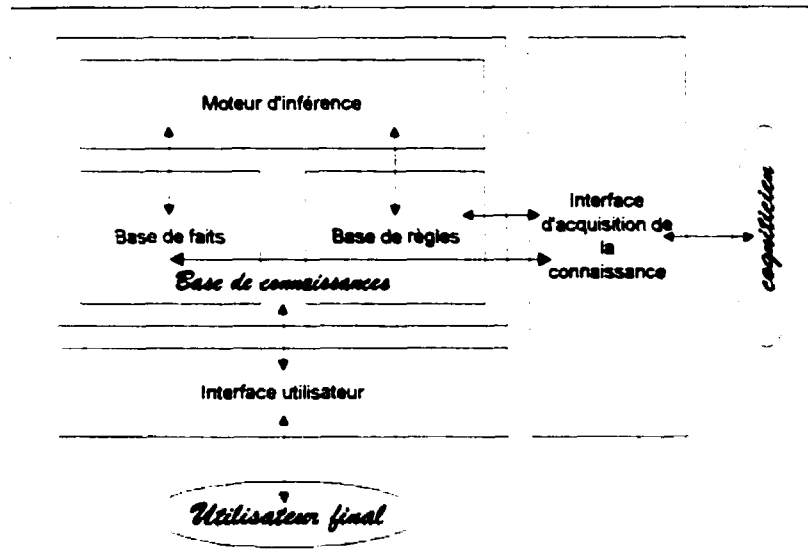 Moteur d'inférence
Base de faits
Base de règles
Interface
d'acquisition de
la
connaissance
cogniticien
Base de connaissances
Interface utilisateur
Utilisateur final